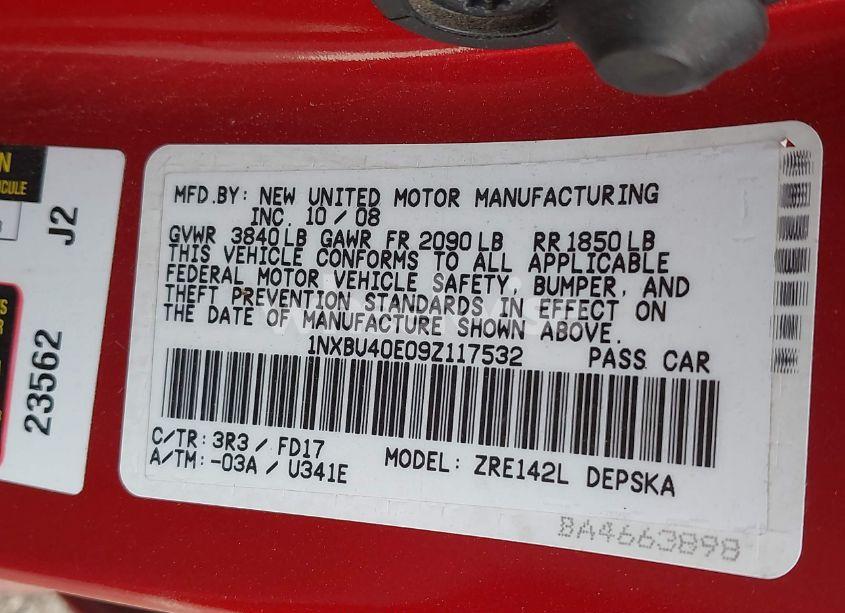 MFD.BY: NEW UNITED MOTOR MANUFACTURING
INC. 10 / 08
GVWR 3840 LB GAWR FR 2090 LB RR 1850 LB
THIS VEHICLE CONFORMS TO ALL APPLICABLE
FEDERAL MOTOR VEHICLE SAFETY, BUMPER, AND
THEFT PREVENTION STANDARDS IN EFFECT ON
THE DATE OF MANUFACTURE SHOWN ABOVE.
1NXBU40E09Z117532 PASS CAR
C/TR: 3R3 / FD17
A/TM: -03A / U341E
MODEL: ZRE142L DEPSKA
BA4663898
J2
23562